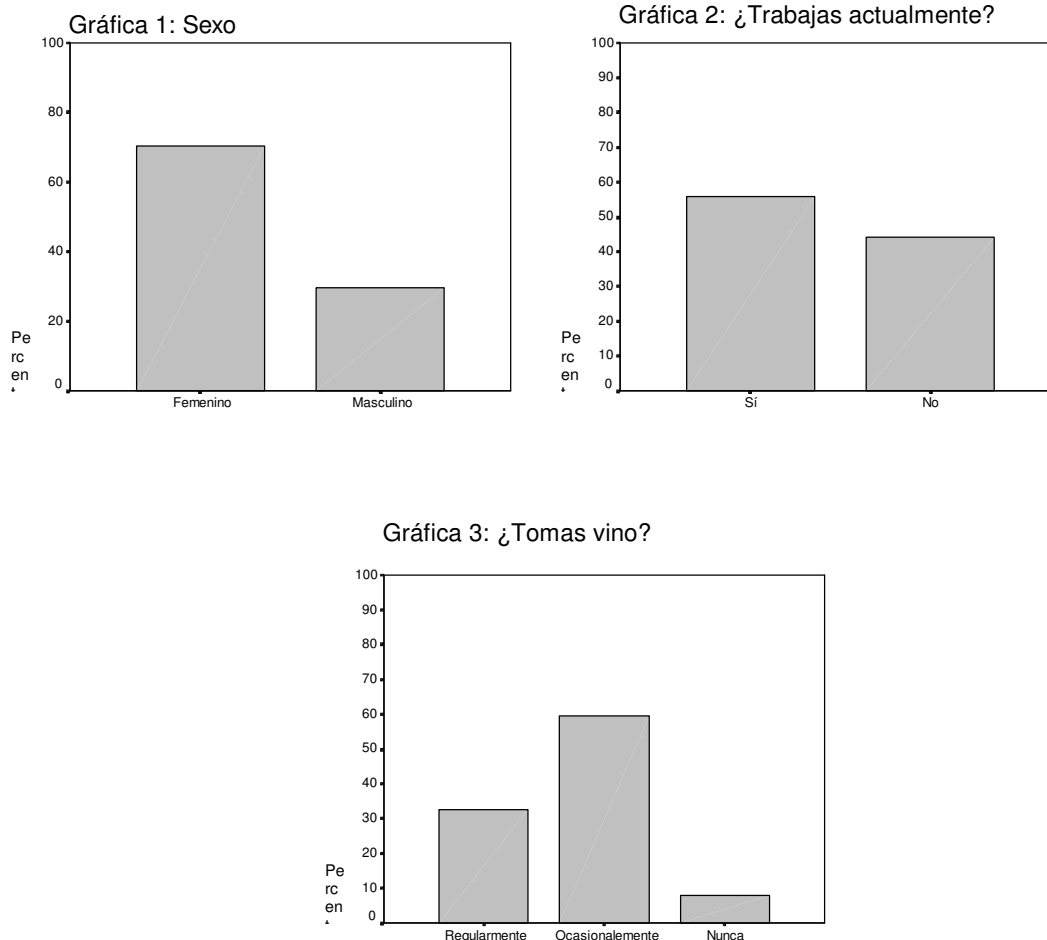 Gráfica 1: Sexo
100
80
60
40
20
0
Pe
rc
en
t
Femenino Masculino
Gráfica 2: ¿Trabajas actualmente?
100
90
80
70
60
50
40
30
20
10
0
Pe
rc
en
t
Sí No
Gráfica 3: ¿Tomas vino?
100
90
80
70
60
50
40
30
20
10
0
Pe
rc
en
Regularmente Ocasionalemente Nunca